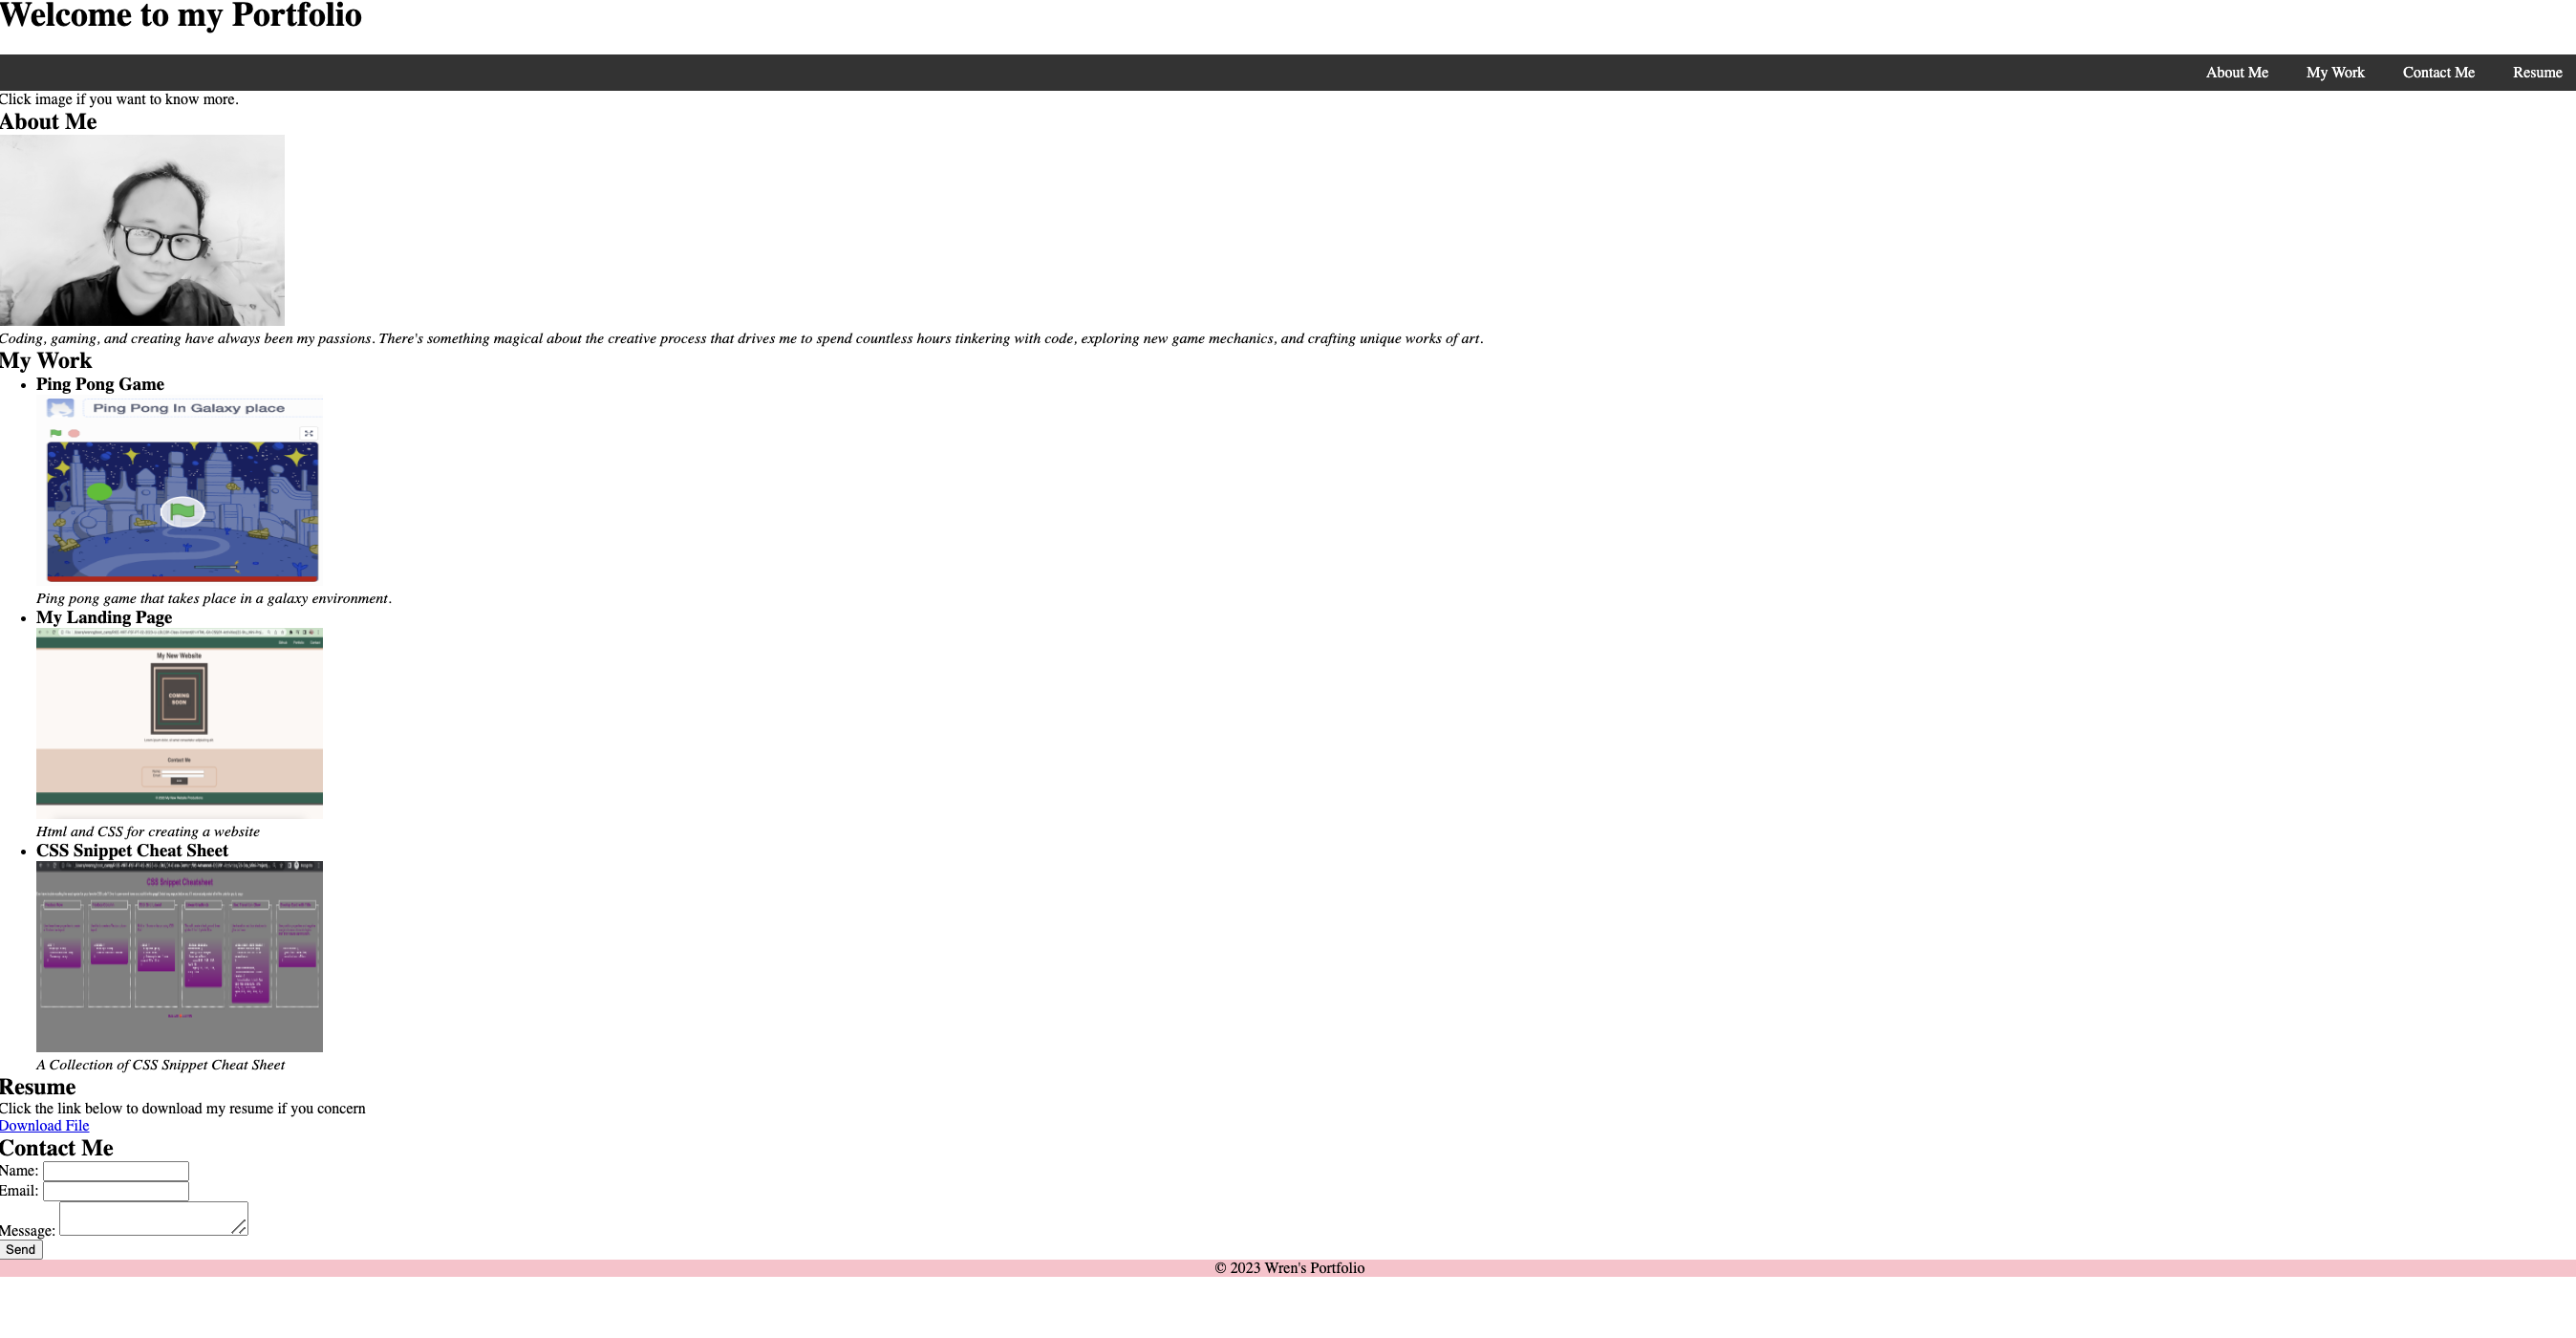 Welcome to my Portfolio
About Me My Work Contact Me Resume
Click image if you want to know more.
About Me
Coding, gaming, and creating have always been my passions. There's something magical about the creative process that drives me to spend countless hours tinkering with code, exploring new game mechanics, and crafting unique works of art.
My Work
Ping Pong Game
Ping Pong In Galaxy place
Ping pong game that takes place in a galaxy environment.
My Landing Page
My New Website
COMING
SOON
Contact Me
Html and CSS for creating a website
CSS Snippet Cheat Sheet
CSS Snippet Cheatsheet
A Collection of CSS Snippet Cheat Sheet
Resume
Click the link below to download my resume if you concern
Download File
Contact Me
Name:
Email:
Message:
Send
© 2023 Wren's Portfolio